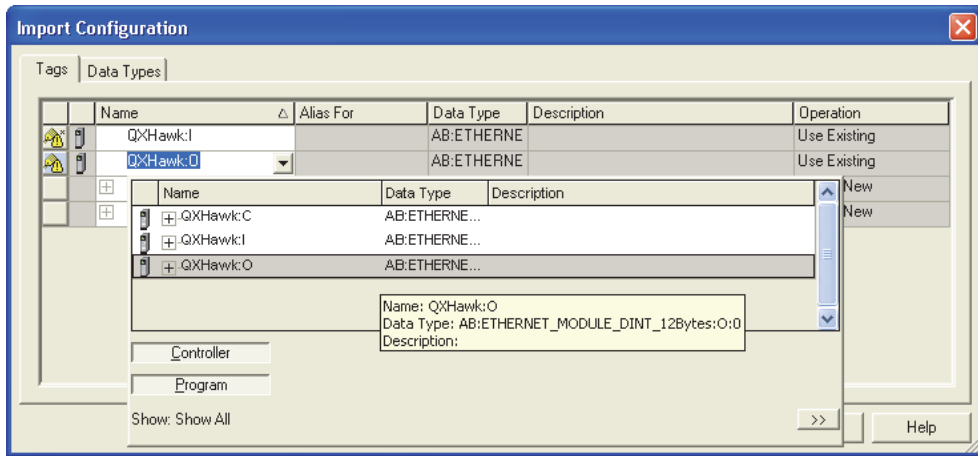 Import Configuration
Tags Data Types
Name Alias For Data Type Description Operation
QXHawk:I AB:ETHERNE Use Existing
QXHawk:O AB:ETHERNE Use Existing
New
New
Name Data Type Description
QXHawk:C AB:ETHERNE...
QXHawk:I AB:ETHERNE...
QXHawk:O AB:ETHERNE...
Name: QXHawk:O
Data Type: AB:ETHERNET_MODULE_DINT_12Bytes:O:0
Description:
Controller
Program
Show: Show All >>
Help